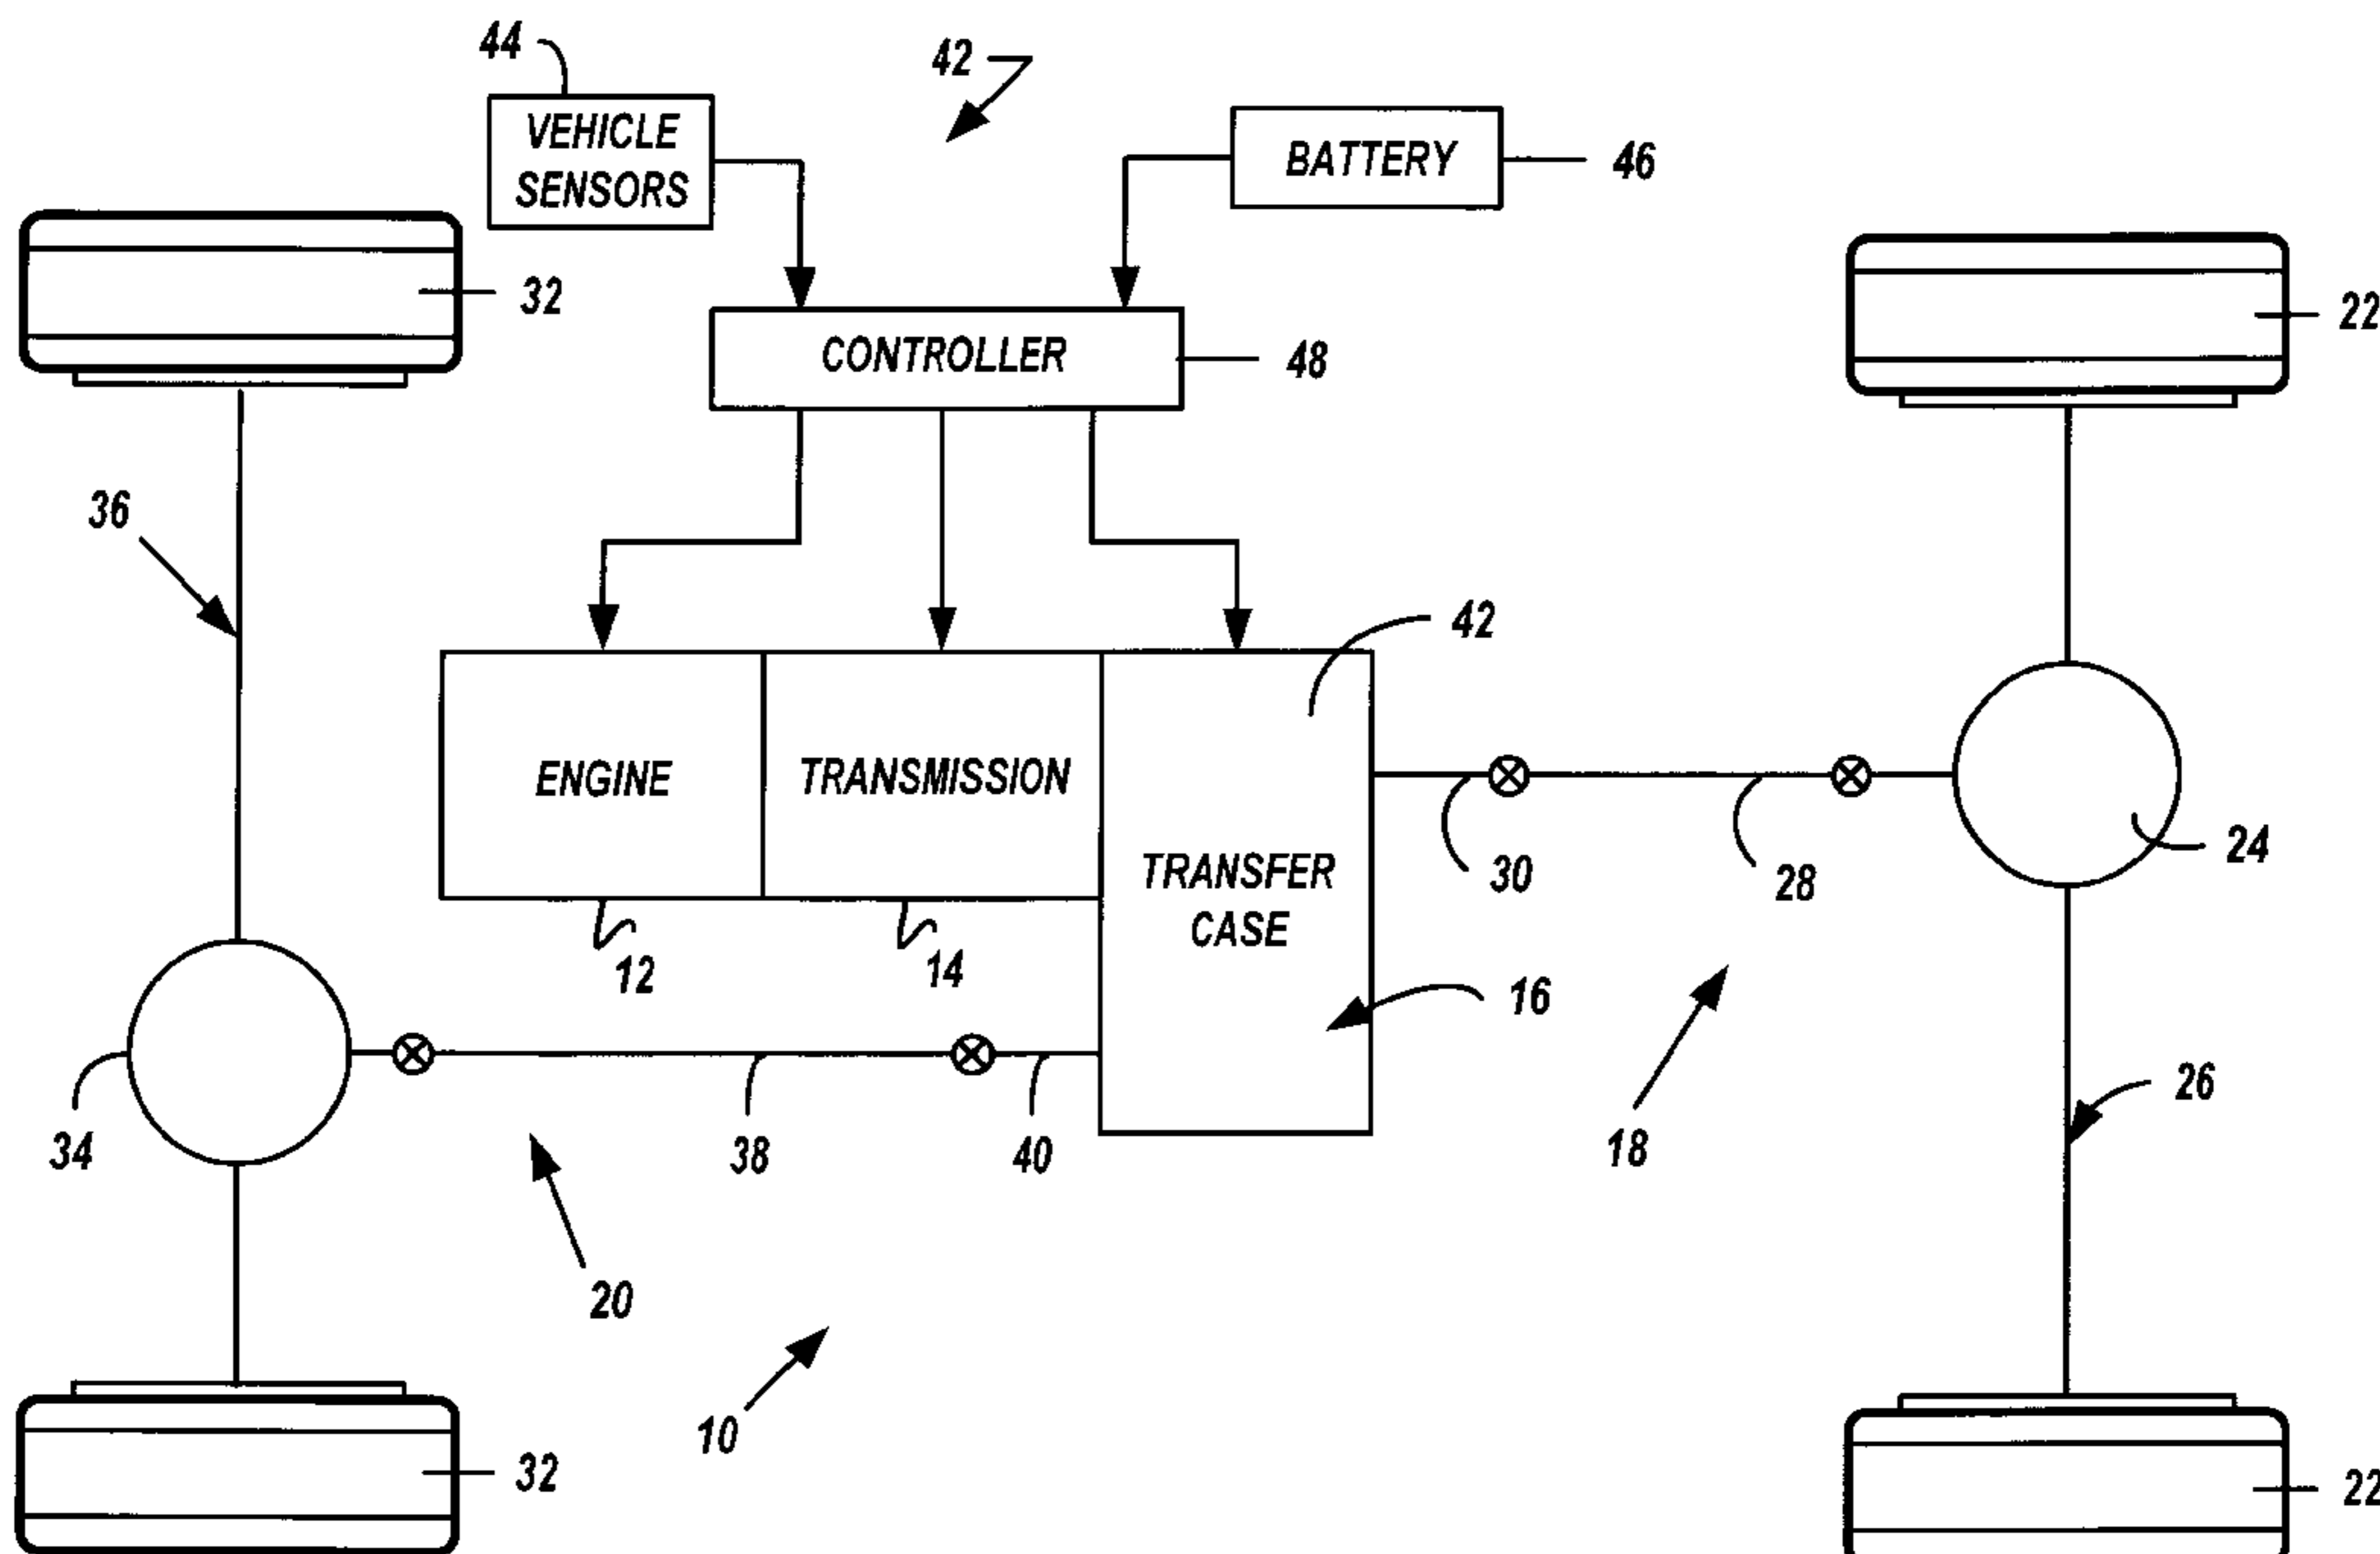 44
42
VEHICLE
SENSORS
BATTERY
46
32
22
CONTROLLER
48
36
42
ENGINE
TRANSMISSION
TRANSFER
CASE
30
28
24
12
14
16
34
38
40
18
26
20
10
32
22